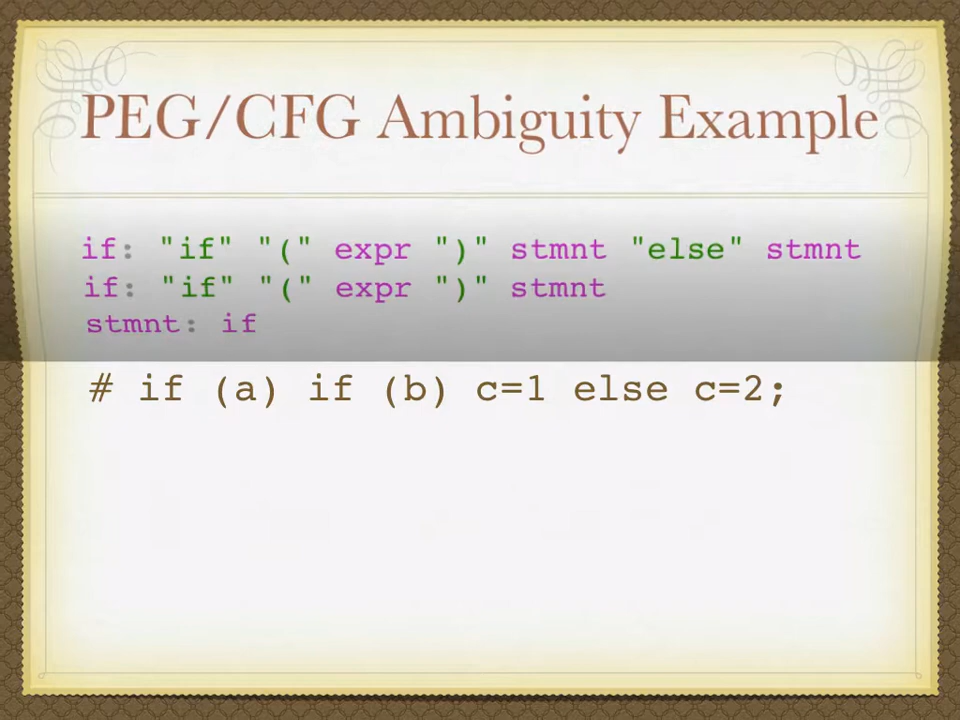 PEG/CFG Ambiguity Example
if: "if" "(" expr ")" stmnt "else" stmnt
if: "if" "(" expr ")" stmnt
stmnt: if
# if (a) if (b) c=1 else c=2;